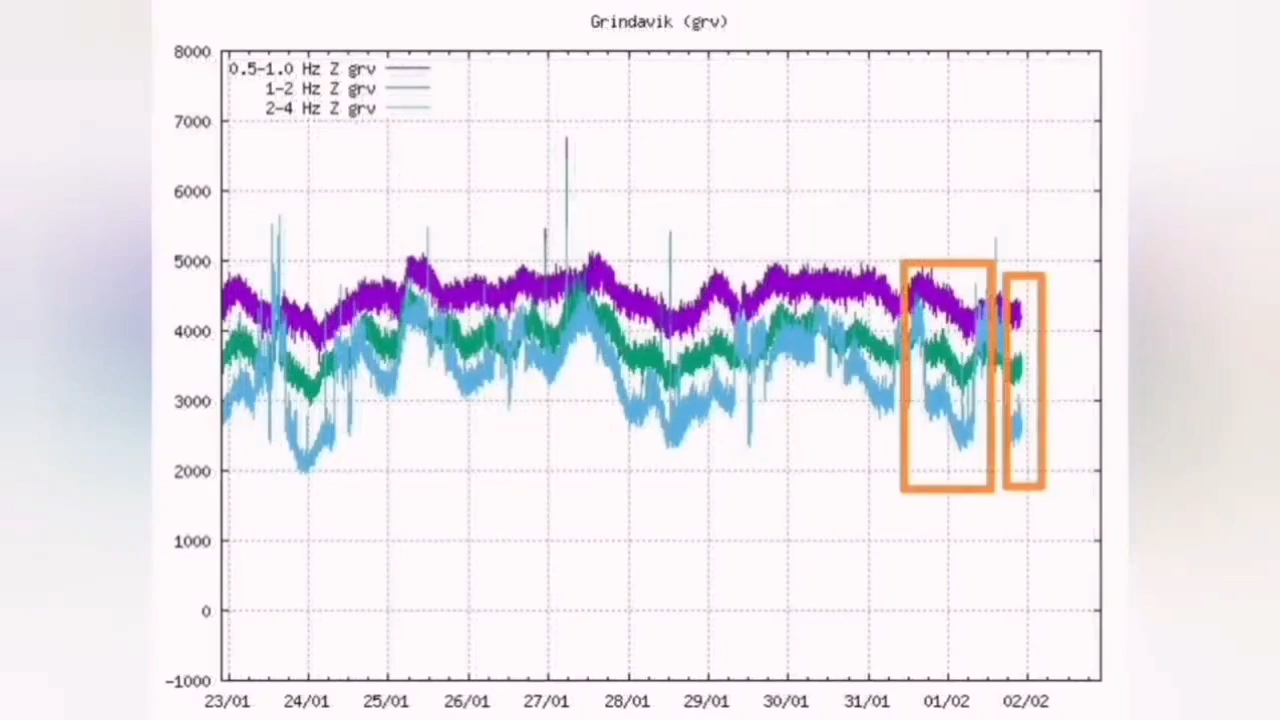 Grindavik (grv)
8000
0.5-1.0 Hz Z grv
1-2 Hz Z grv
2-4 Hz Z grv
7000
6000
5000
4000
3000
2000
1000
0
-1000
23/01 24/01 25/01 26/01 27/01 28/01 29/01 30/01 31/01 01/02 02/02